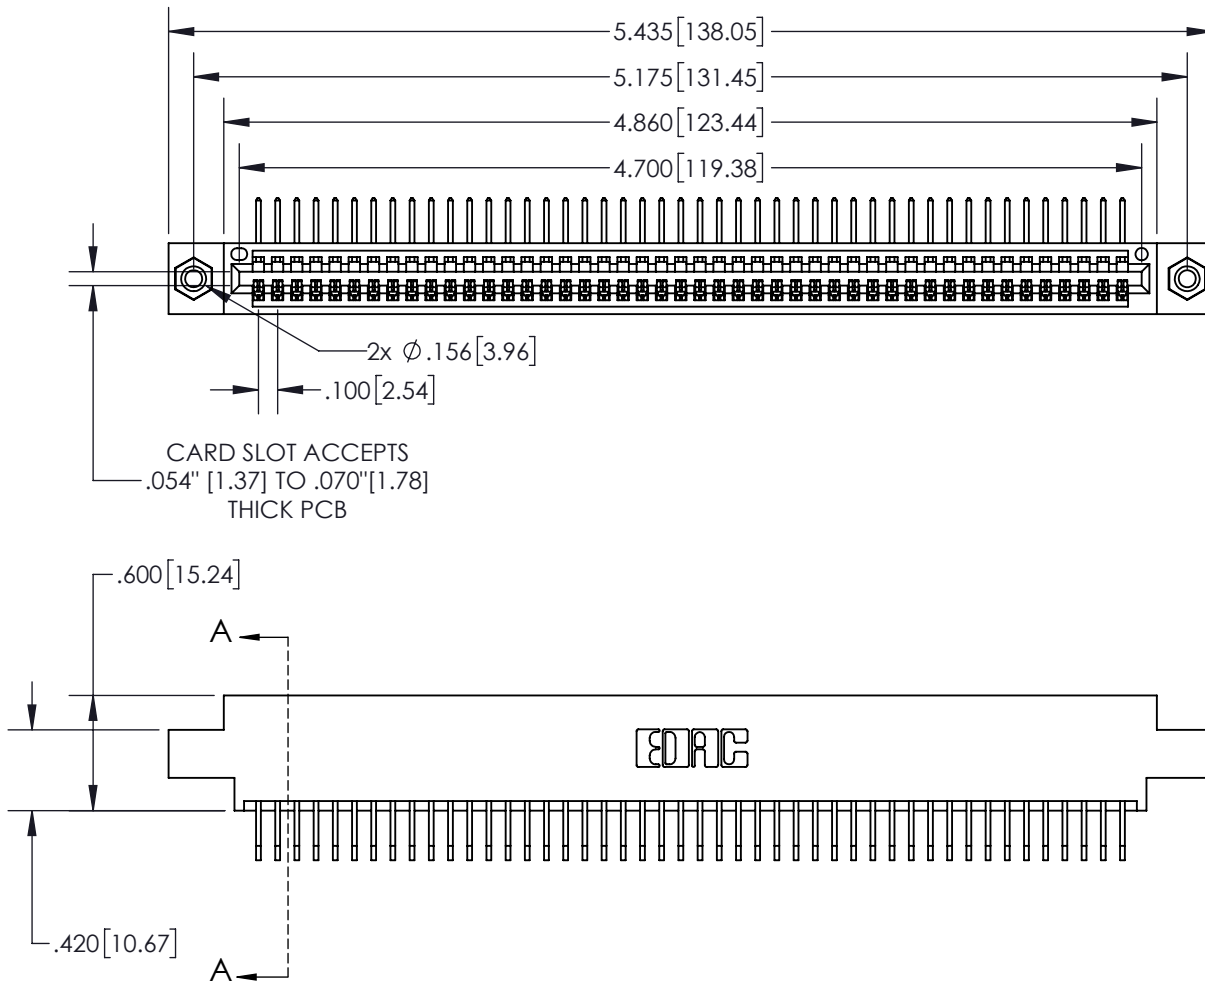 5.435[138.05]
5.175[131.45]
4.860[123.44]
4.700[119.38]
2x Ø.156[3.96]
.100[2.54]
CARD SLOT ACCEPTS
.054" [1.37] TO .070"[1.78]
THICK PCB
.600[15.24]
A
EDAC
.420[10.67]
A